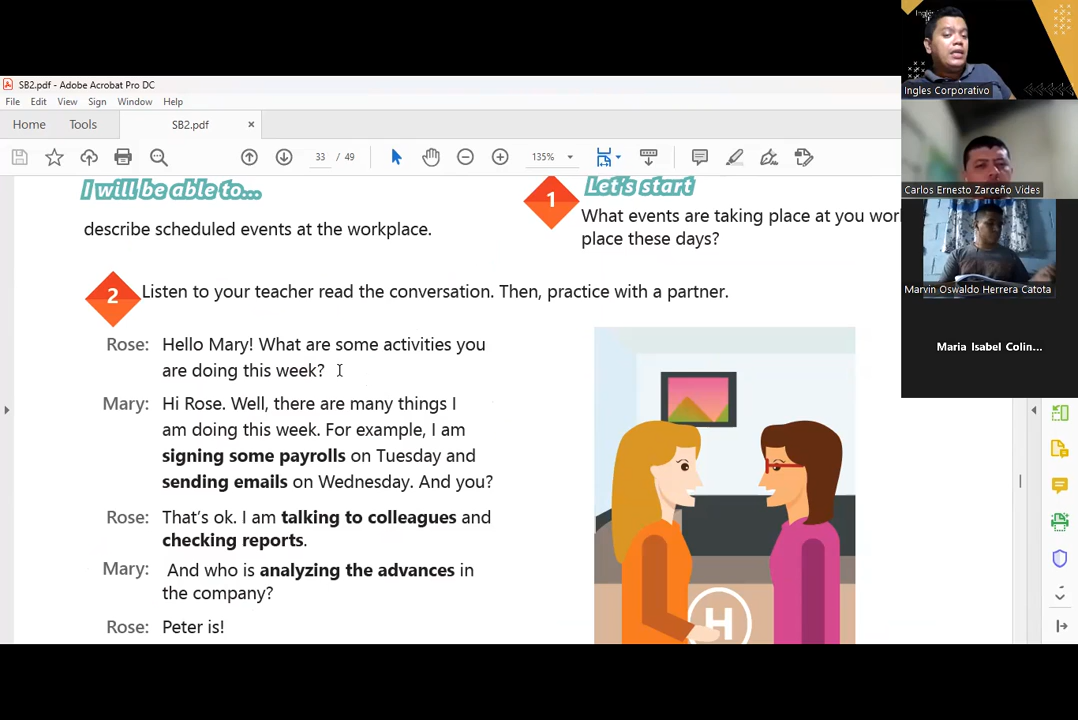 SB2.pdf - Adobe Acrobat Pro DC
File Edit View Sign Window Help
Home Tools SB2.pdf ×
33 / 49 135%
I will be able to...
describe scheduled events at the workplace.
1 Let's start
What events are taking place at you wor
place these days?
2 Listen to your teacher read the conversation. Then, practice with a partner.
Rose: Hello Mary! What are some activities you
are doing this week?
Mary: Hi Rose. Well, there are many things I
am doing this week. For example, I am
signing some payrolls on Tuesday and
sending emails on Wednesday. And you?
Rose: That's ok. I am talking to colleagues and
checking reports.
Mary: And who is analyzing the advances in
the company?
Rose: Peter is!
H
Ingles Corporativo
Carlos Ernesto Zarceño Vides
Marvin Oswaldo Herrera Catota
Maria Isabel Colin...